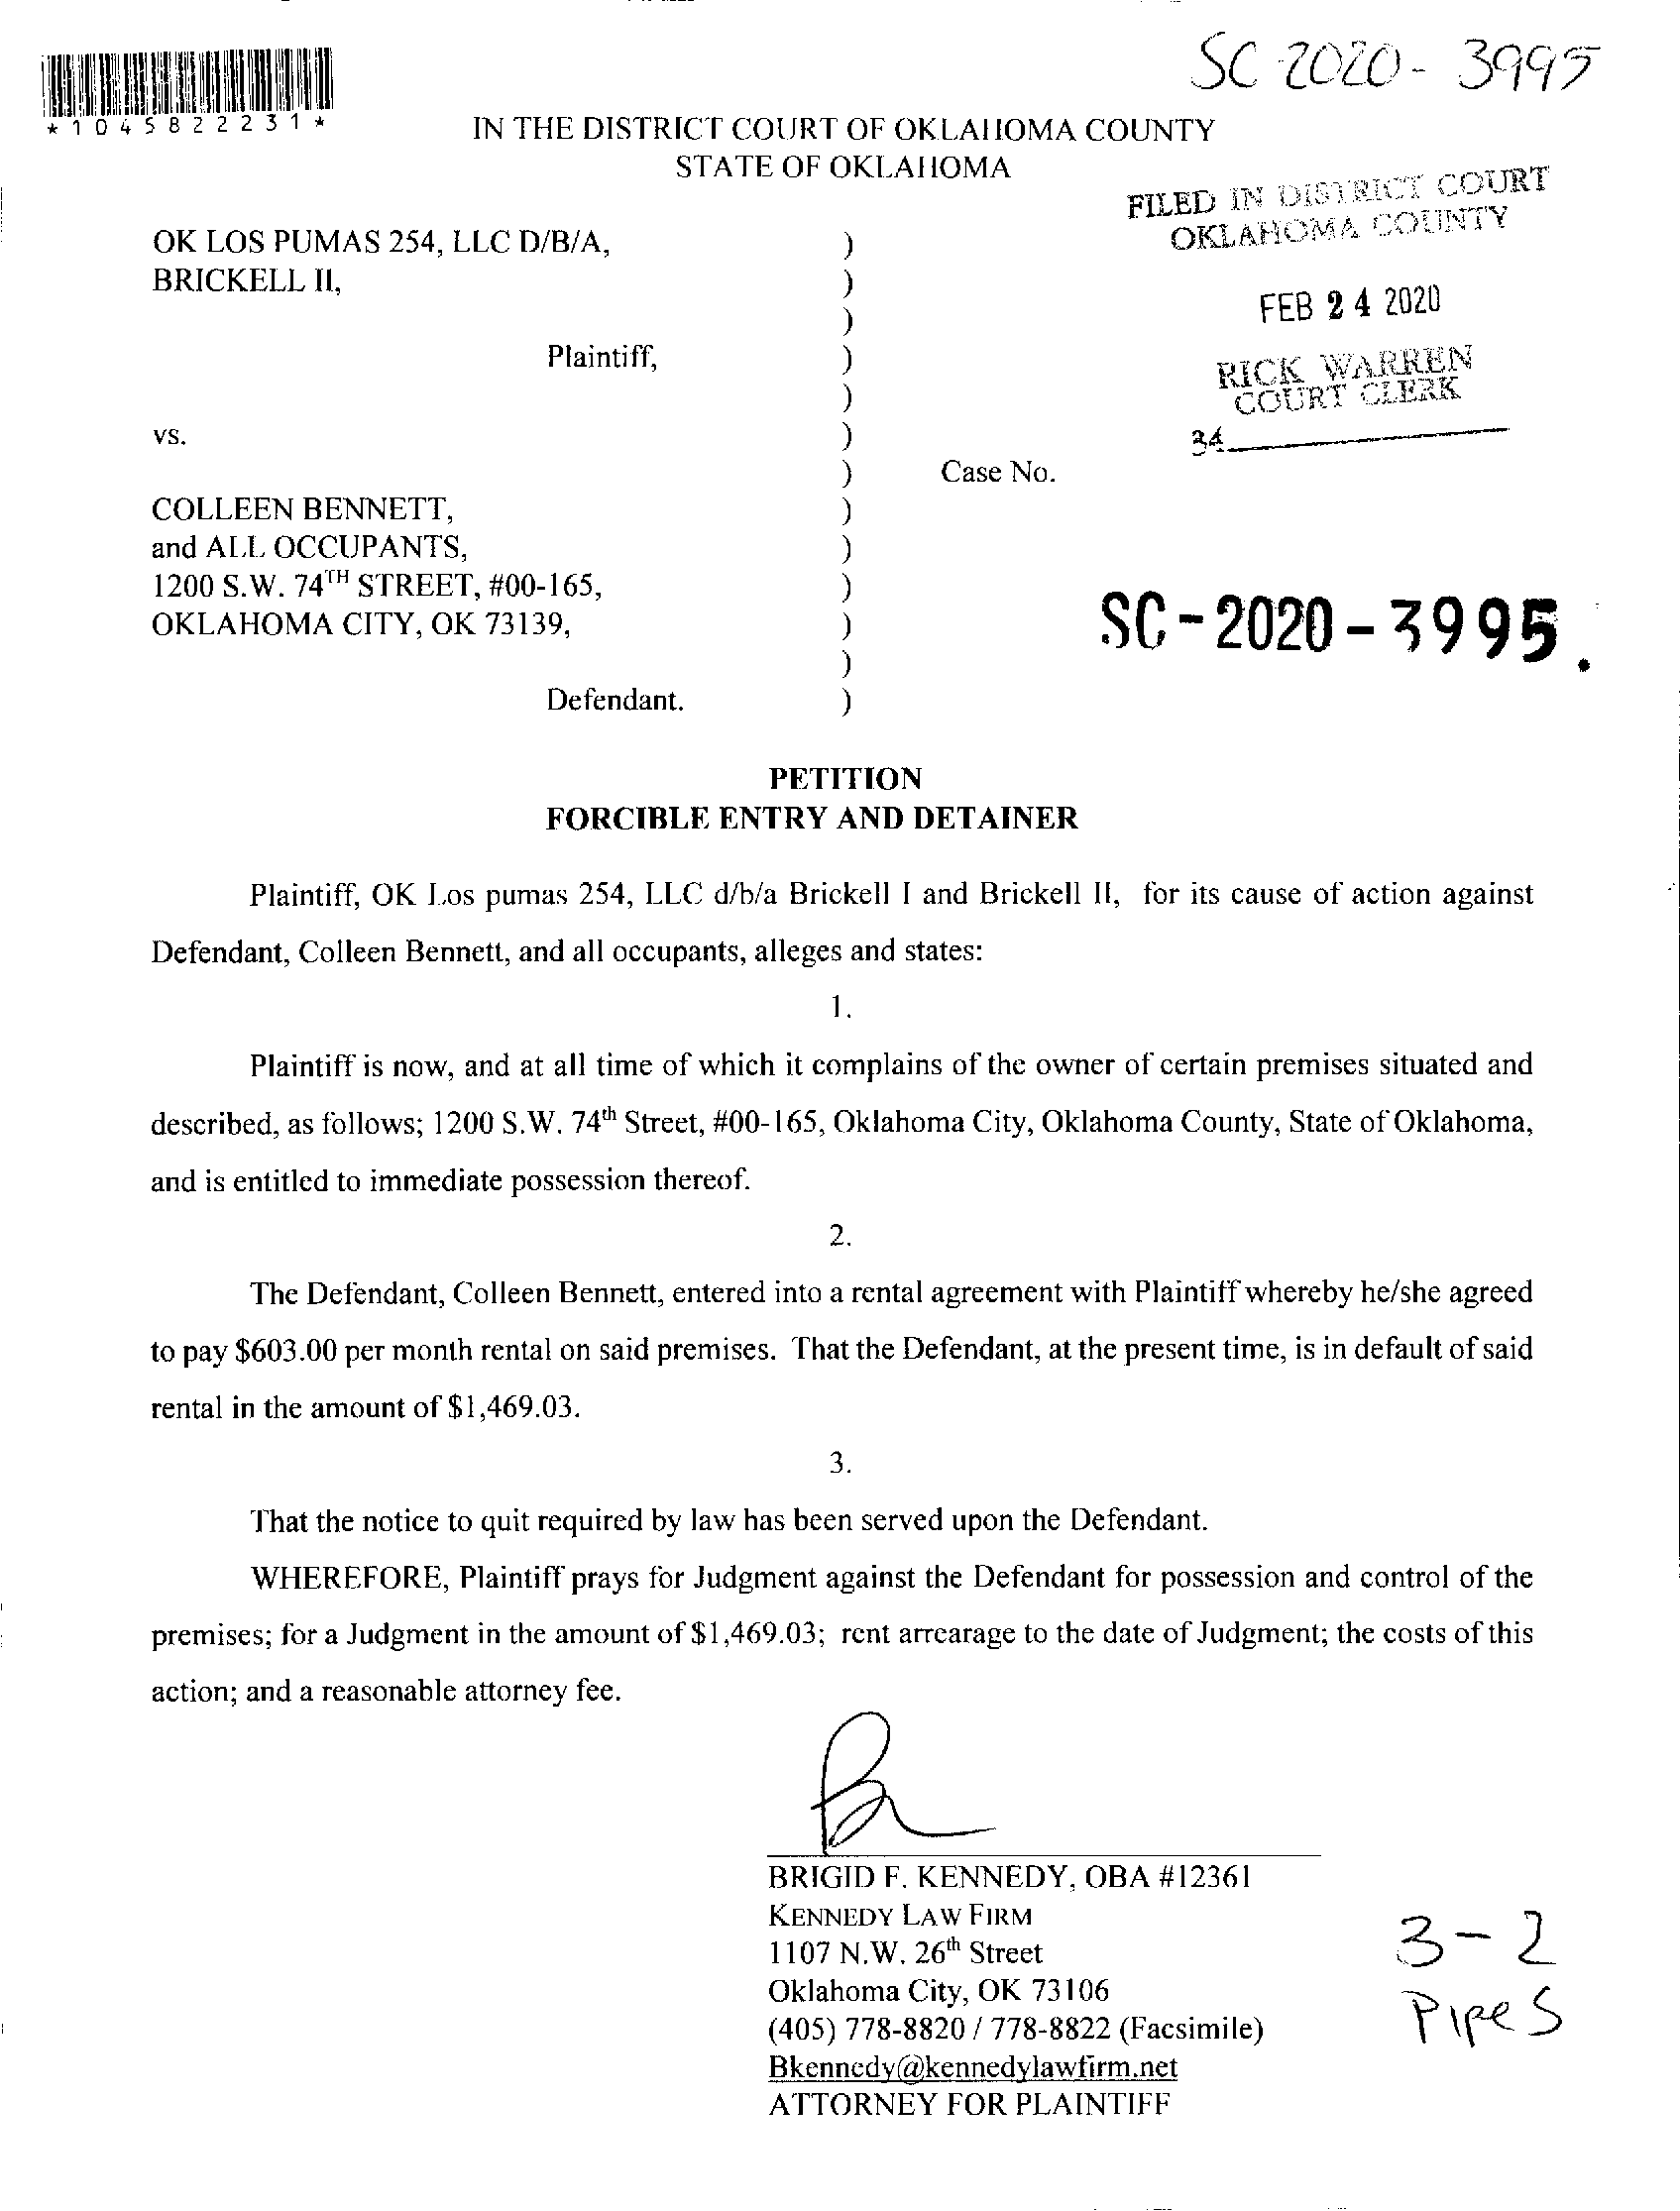 SC 2020 - 3995
*1045822231*
IN THE DISTRICT COURT OF OKLAHOMA COUNTY
STATE OF OKLAHOMA
FILED IN DISTRICT COURT
OKLAHOMA COUNTY
FEB 24 2020
RICK WARREN
COURT CLERK
34
OK LOS PUMAS 254, LLC D/B/A, )
BRICKELL II, )
)
Plaintiff, )
)
vs. )
) Case No.
COLLEEN BENNETT, )
and ALL OCCUPANTS, )
1200 S.W. 74TH STREET, #00-165, )
OKLAHOMA CITY, OK 73139, )
)
Defendant. )
SC-2020-3995.
PETITION
FORCIBLE ENTRY AND DETAINER
Plaintiff, OK Los pumas 254, LLC d/b/a Brickell I and Brickell II, for its cause of action against
Defendant, Colleen Bennett, and all occupants, alleges and states:
1.
Plaintiff is now, and at all time of which it complains of the owner of certain premises situated and
described, as follows; 1200 S.W. 74th Street, #00-165, Oklahoma City, Oklahoma County, State of Oklahoma,
and is entitled to immediate possession thereof.
2.
The Defendant, Colleen Bennett, entered into a rental agreement with Plaintiff whereby he/she agreed
to pay $603.00 per month rental on said premises. That the Defendant, at the present time, is in default of said
rental in the amount of $1,469.03.
3.
That the notice to quit required by law has been served upon the Defendant.
WHEREFORE, Plaintiff prays for Judgment against the Defendant for possession and control of the
premises; for a Judgment in the amount of $1,469.03; rent arrearage to the date of Judgment; the costs of this
action; and a reasonable attorney fee.
BRIGID F. KENNEDY, OBA #12361
KENNEDY LAW FIRM
1107 N.W. 26th Street
Oklahoma City, OK 73106
(405) 778-8820 / 778-8822 (Facsimile)
Bkennedy@kennedylawfirm.net
ATTORNEY FOR PLAINTIFF
3-2
Pipes